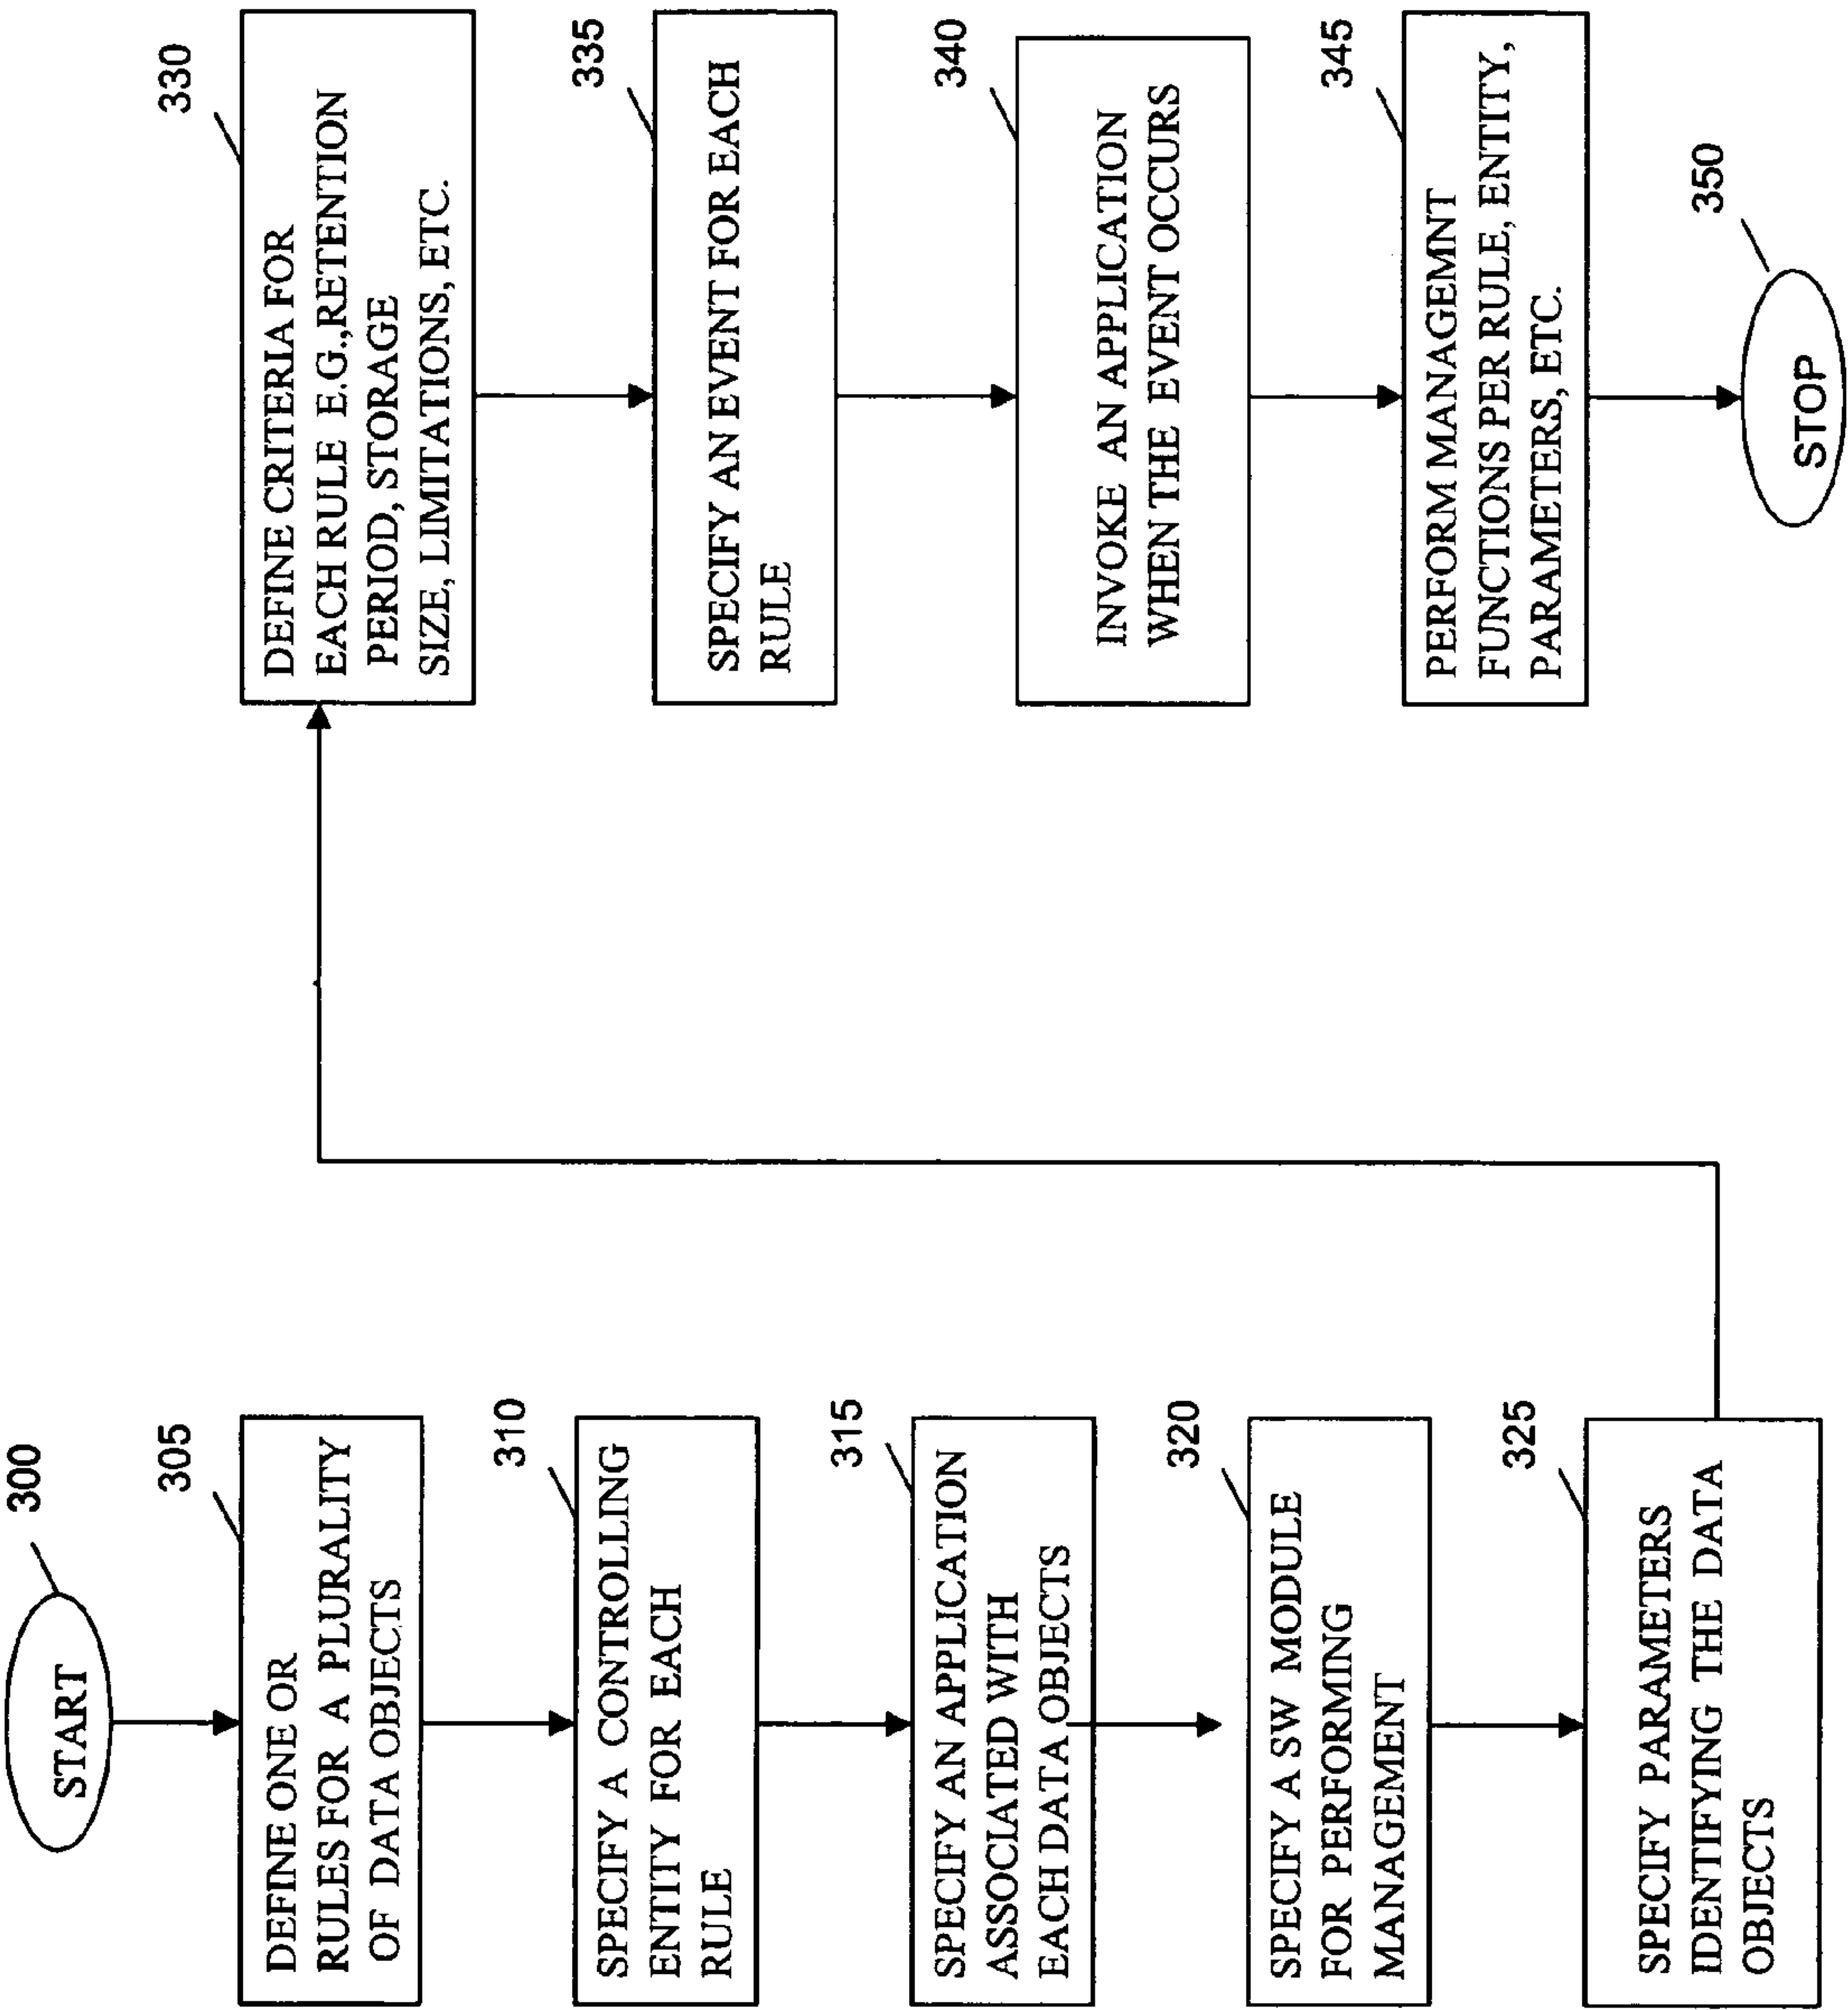 300
START
305
DEFINE ONE OR
RULES FOR A PLURALITY
OF DATA OBJECTS
310
SPECIFY A CONTROLLING
ENTITY FOR EACH
RULE
315
SPECIFY AN APPLICATION
ASSOCIATED WITH
EACH DATA OBJECTS
320
SPECIFY A SW MODULE
FOR PERFORMING
MANAGEMENT
325
SPECIFY PARAMETERS
IDENTIFYING THE DATA
OBJECTS
330
DEFINE CRITERIA FOR
EACH RULE E.G.,RETENTION
PERIOD, STORAGE
SIZE, LIMITATIONS, ETC.
335
SPECIFY AN EVENT FOR EACH
RULE
340
INVOKE AN APPLICATION
WHEN THE EVENT OCCURS
345
PERFORM MANAGEMNT
FUNCTIONS PER RULE, ENTITY,
PARAMETERS, ETC.
350
STOP